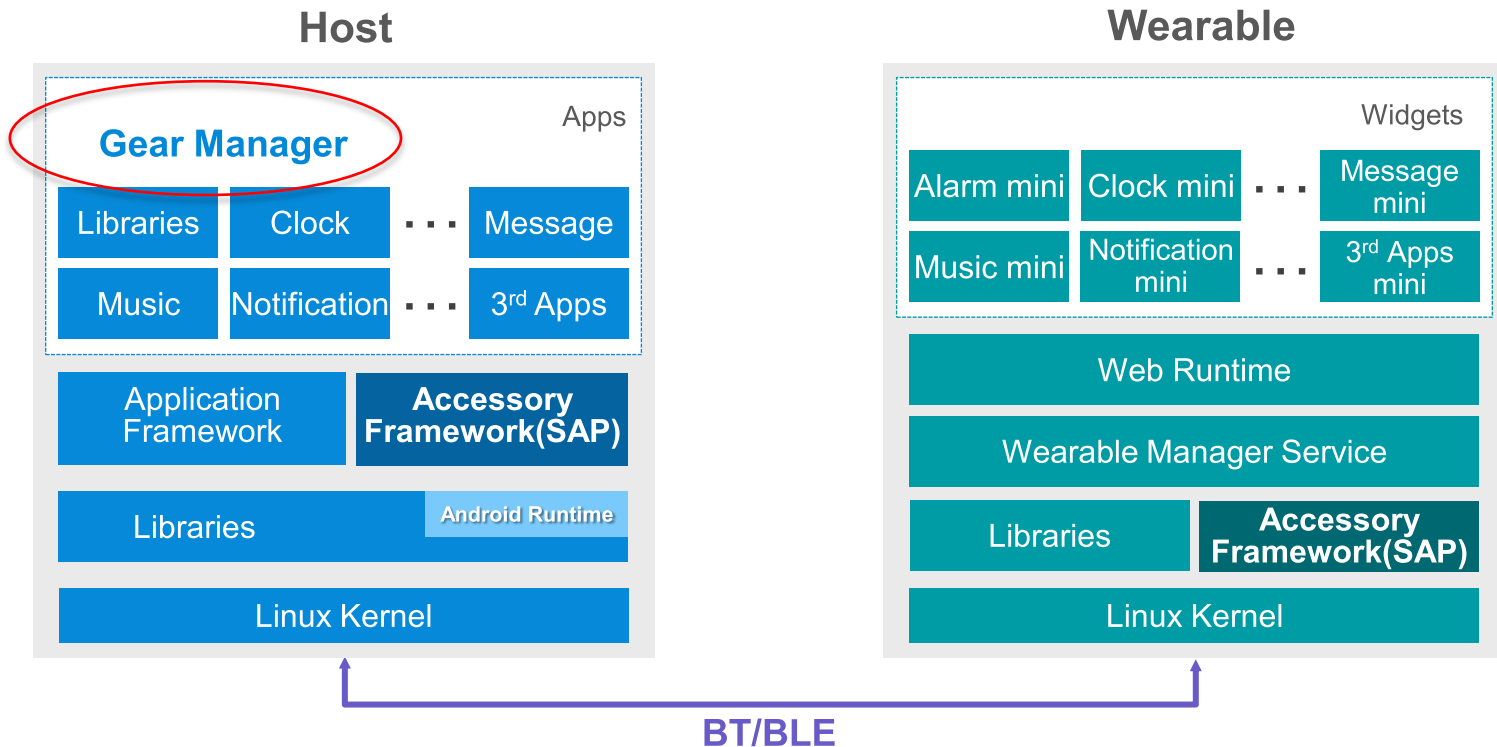 Host
Wearable
Apps
Gear Manager
Libraries
Clock
. . .
Message
Music
Notification
. . .
3rd Apps
Application
Framework
Accessory
Framework(SAP)
Libraries
Android Runtime
Linux Kernel
Widgets
Alarm mini
Clock mini
. . .
Message
mini
Music mini
Notification
mini
. . .
3rd Apps
mini
Web Runtime
Wearable Manager Service
Libraries
Accessory
Framework(SAP)
Linux Kernel
BT/BLE